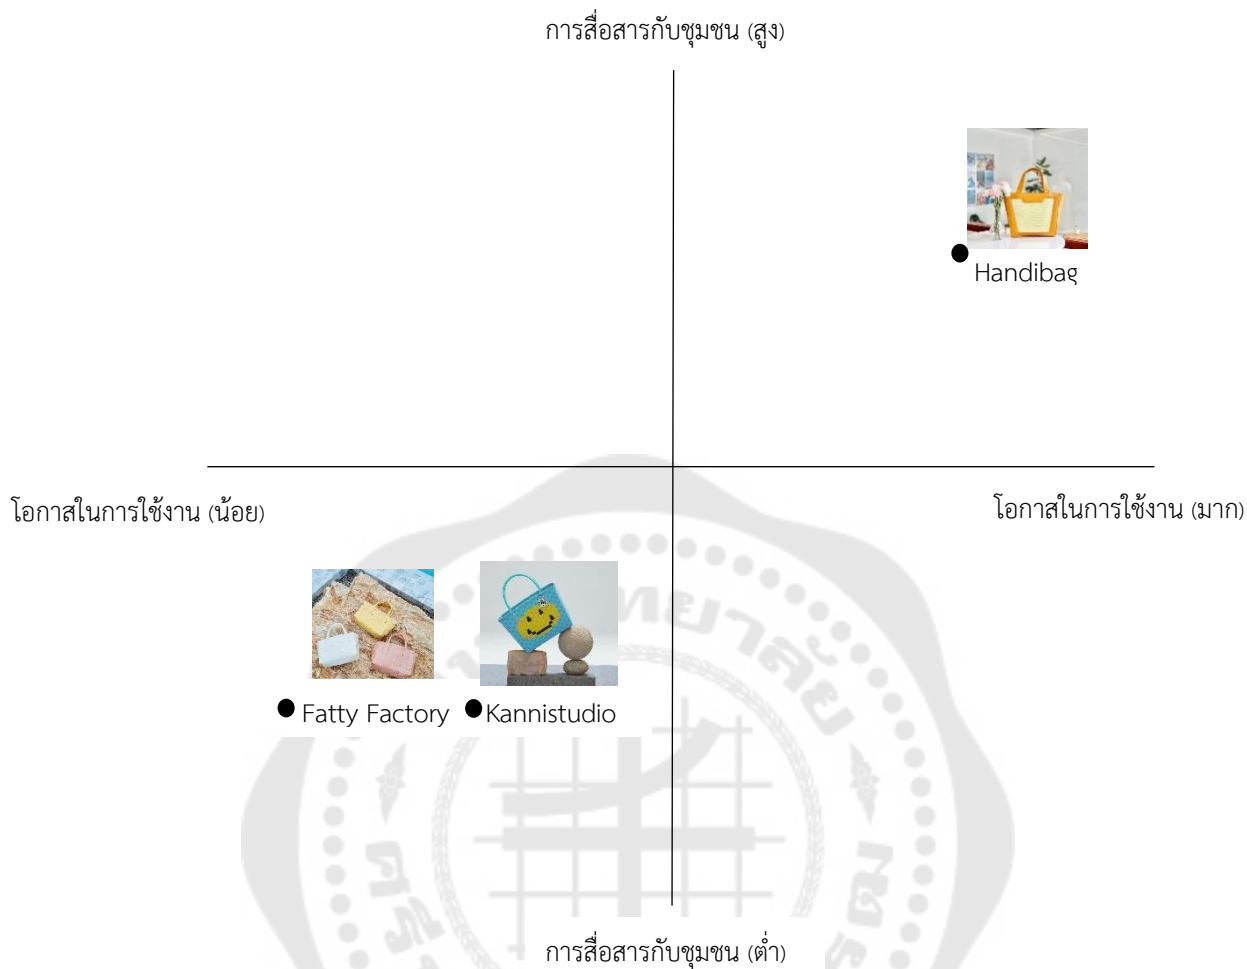 การสื่อสารกับชุมชน (สูง)
Handibag
โอกาสในการใช้งาน (น้อย)
โอกาสในการใช้งาน (มาก)
Fatty Factory
Kannistudio
การสื่อสารกับชุมชน (ต่ำ)